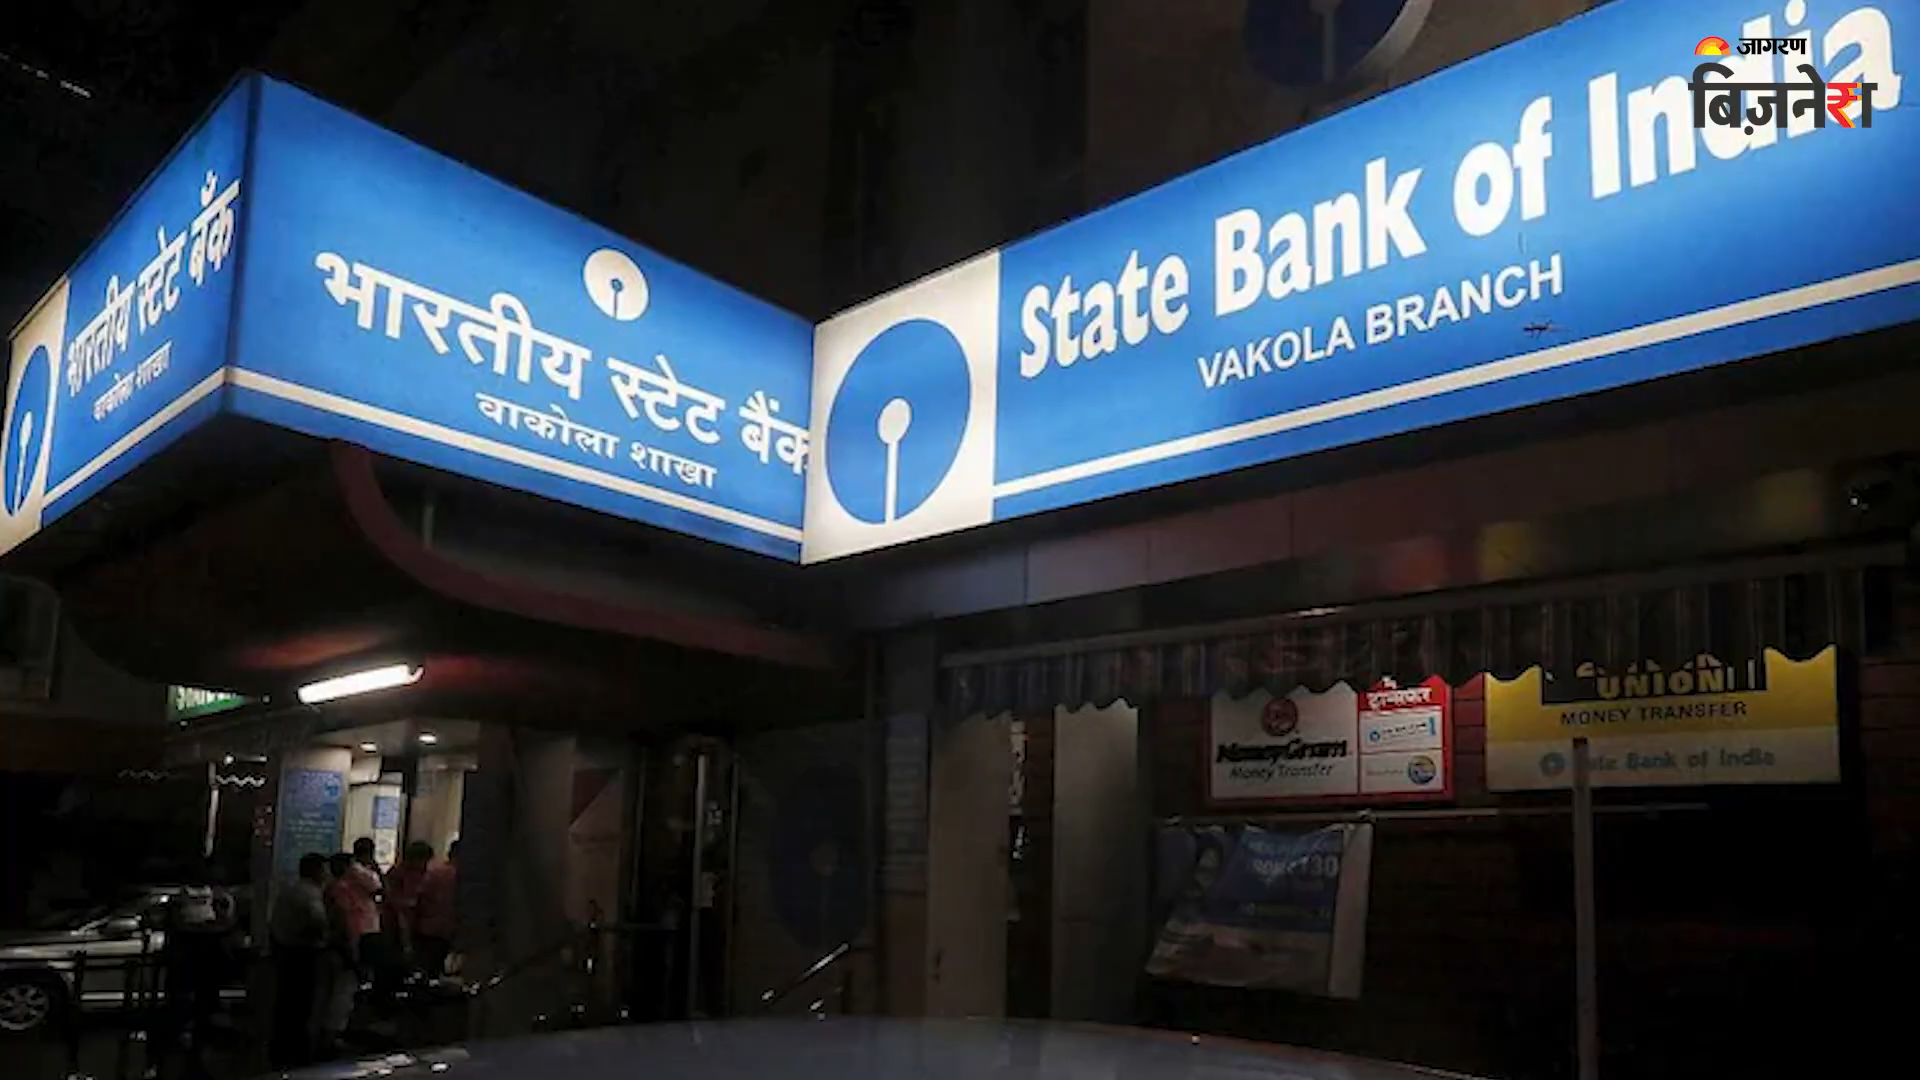 भारतीय स्टेट बैंक
वाकोला शाखा
भारतीय स्टेट बैंक
वाकोला शाखा
State Bank of India
VAKOLA BRANCH
जागरण
बिज़नेस
MoneyGram
Money Transfer
UNION
MONEY TRANSFER
State Bank of India